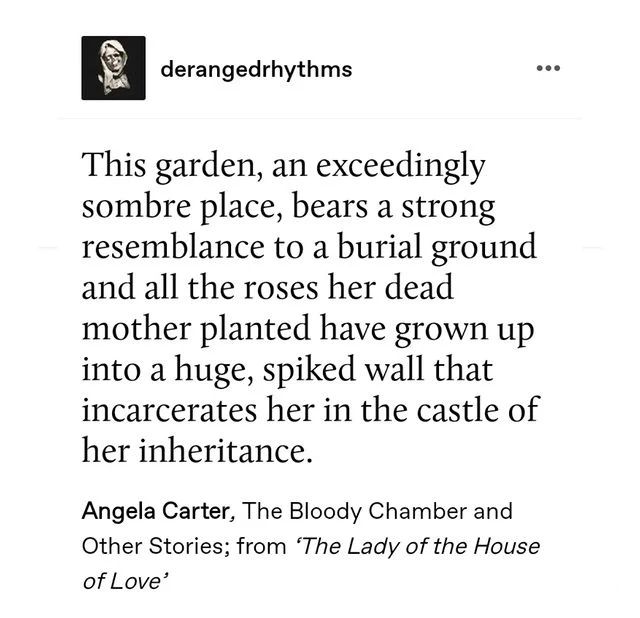 derangedrhythms
This garden, an exceedingly
sombre place, bears a strong
resemblance to a burial ground
and all the roses her dead
mother planted have grown up
into a huge, spiked wall that
incarcerates her in the castle of
her inheritance.
Angela Carter, The Bloody Chamber and
Other Stories; from ‘The Lady of the House
of Love’